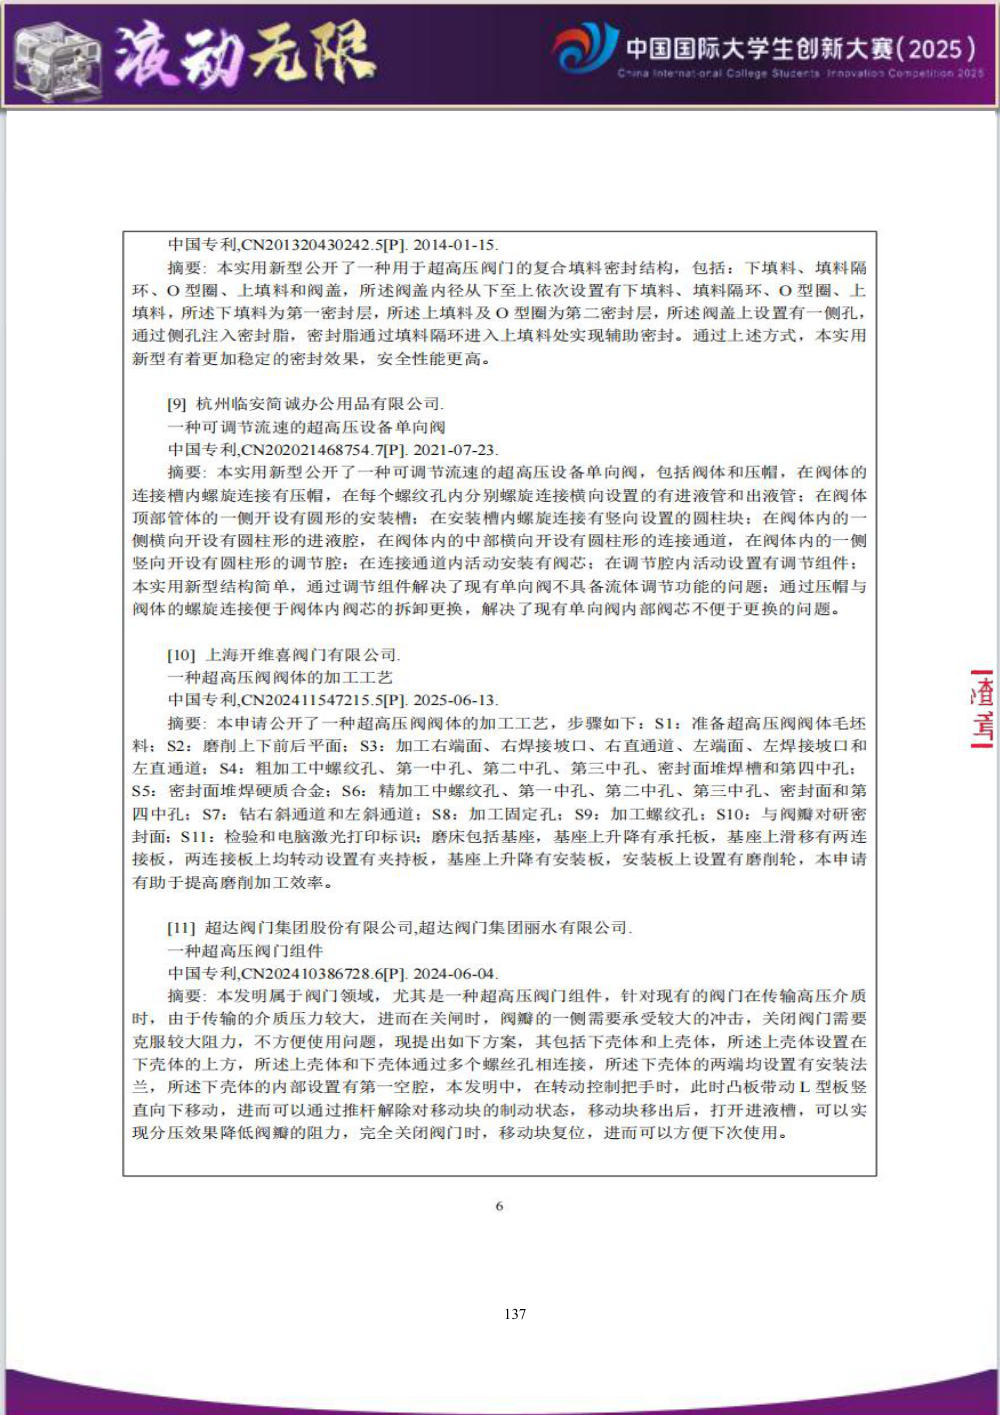 液动无限
中国国际大学生创新大赛(2025)
China International College Students Innovation Competition 2025
中国专利,CN201320430242.5[P]. 2014-01-15.
摘要: 本实用新型公开了一种用于超高压阀门的复合填料密封结构，包括：下填料、填料隔
环、O 型圈、上填料和阀盖，所述阀盖内径从下至上依次设置有下填料、填料隔环、O 型圈、上
填料，所述下填料为第一密封层，所述上填料及 O 型圈为第二密封层，所述阀盖上设置有一侧孔，
通过侧孔注入密封脂，密封脂通过填料隔环进入上填料处实现辅助密封。通过上述方式，本实用
新型有着更加稳定的密封效果，安全性能更高。
[9] 杭州临安简诚办公用品有限公司.
一种可调节流速的超高压设备单向阀
中国专利,CN202021468754.7[P]. 2021-07-23.
摘要: 本实用新型公开了一种可调节流速的超高压设备单向阀，包括阀体和压帽，在阀体的
连接槽内螺旋连接有压帽，在每个螺纹孔内分别螺旋连接横向设置的有进液管和出液管；在阀体
顶部管体的一侧开设有圆形的安装槽；在安装槽内螺旋连接有竖向设置的圆柱块；在阀体内的一
侧横向开设有圆柱形的进液腔，在阀体内的中部横向开设有圆柱形的连接通道，在阀体内的一侧
竖向开设有圆柱形的调节腔；在连接通道内活动安装有阀芯；在调节腔内活动设置有调节组件；
本实用新型结构简单，通过调节组件解决了现有单向阀不具备流体调节功能的问题；通过压帽与
阀体的螺旋连接便于阀体内阀芯的拆卸更换，解决了现有单向阀内部阀芯不便于更换的问题。
[10] 上海开维喜阀门有限公司.
一种超高压阀阀体的加工工艺
中国专利,CN202411547215.5[P]. 2025-06-13.
摘要: 本申请公开了一种超高压阀阀体的加工工艺，步骤如下：S1：准备超高压阀阀体毛坯
料；S2：磨削上下前后平面；S3：加工右端面、右焊接坡口、右直通道、左端面、左焊接坡口和
左直通道；S4：粗加工中螺纹孔、第一中孔、第二中孔、第三中孔、密封面堆焊槽和第四中孔；
S5：密封面堆焊硬质合金；S6：精加工中螺纹孔、第一中孔、第二中孔、第三中孔、密封面和第
四中孔；S7：钻右斜通道和左斜通道；S8：加工固定孔；S9：加工螺纹孔；S10：与阀瓣对研密
封面；S11：检验和电脑激光打印标识；磨床包括基座，基座上升降有承托板，基座上滑移有两连
接板，两连接板上均转动设置有夹持板，基座上升降有安装板，安装板上设置有磨削轮，本申请
有助于提高磨削加工效率。
[11] 超达阀门集团股份有限公司,超达阀门集团丽水有限公司.
一种超高压阀门组件
中国专利,CN202410386728.6[P]. 2024-06-04.
摘要: 本发明属于阀门领域，尤其是一种超高压阀门组件，针对现有的阀门在传输高压介质
时，由于传输的介质压力较大，进而在关闸时，阀瓣的一侧需要承受较大的冲击，关闭阀门需要
克服较大阻力，不方便使用问题，现提出如下方案，其包括下壳体和上壳体，所述上壳体设置在
下壳体的上方，所述上壳体和下壳体通过多个螺丝孔相连接，所述下壳体的两端均设置有安装法
兰，所述下壳体的内部设置有第一空腔，本发明中，在转动控制把手时，此时凸板带动 L 型板竖
直向下移动，进而可以通过推杆解除对移动块的制动状态，移动块移出后，打开进液槽，可以实
现分压效果降低阀瓣的阻力，完全关闭阀门时，移动块复位，进而可以方便下次使用。
章
6
137